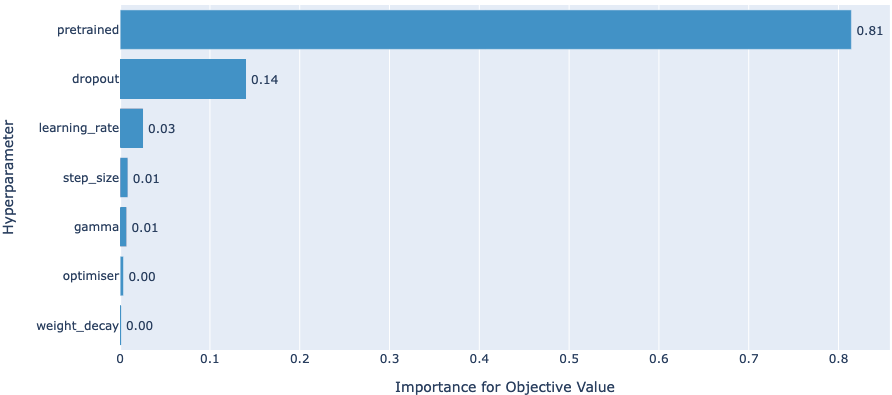 Hyperparameter
pretrained 0.81
dropout 0.14
learning_rate 0.03
step_size 0.01
gamma 0.01
optimiser 0.00
weight_decay 0.00
0 0.1 0.2 0.3 0.4 0.5 0.6 0.7 0.8
Importance for Objective Value